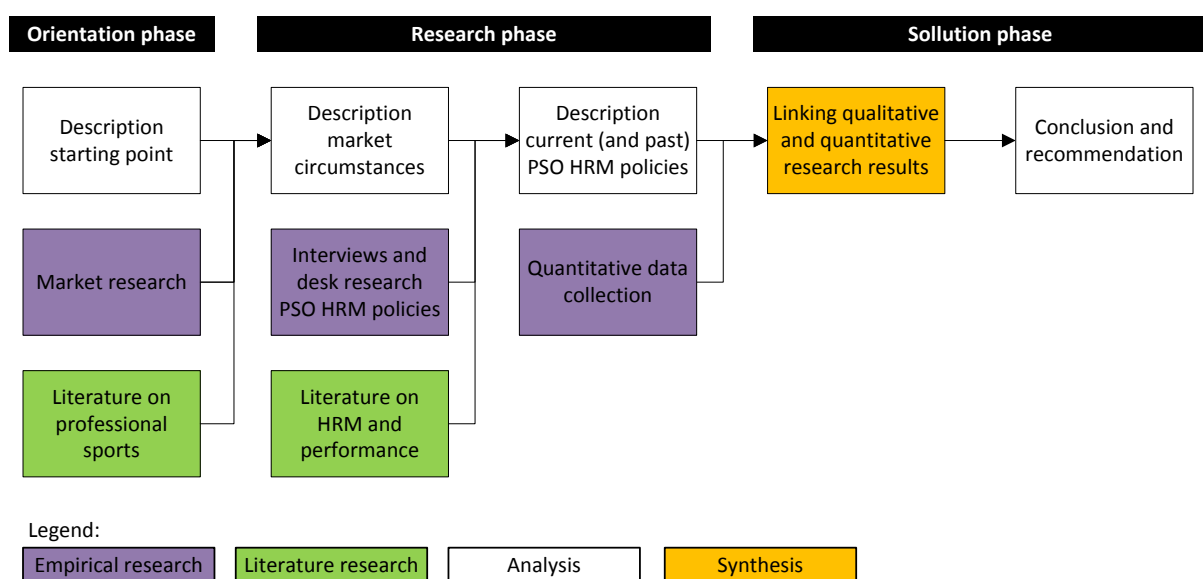 Orientation phase
Research phase
Sollution phase
Description
starting point
Description
market
circumstances
Description
current (and past)
PSO HRM policies
Linking qualitative
and quantitative
research results
Conclusion and
recommendation
Market research
Interviews and
desk research
PSO HRM policies
Quantitative data
collection
Literature on
professional
sports
Literature on
HRM and
performance
Legend:
Empirical research
Literature research
Analysis
Synthesis